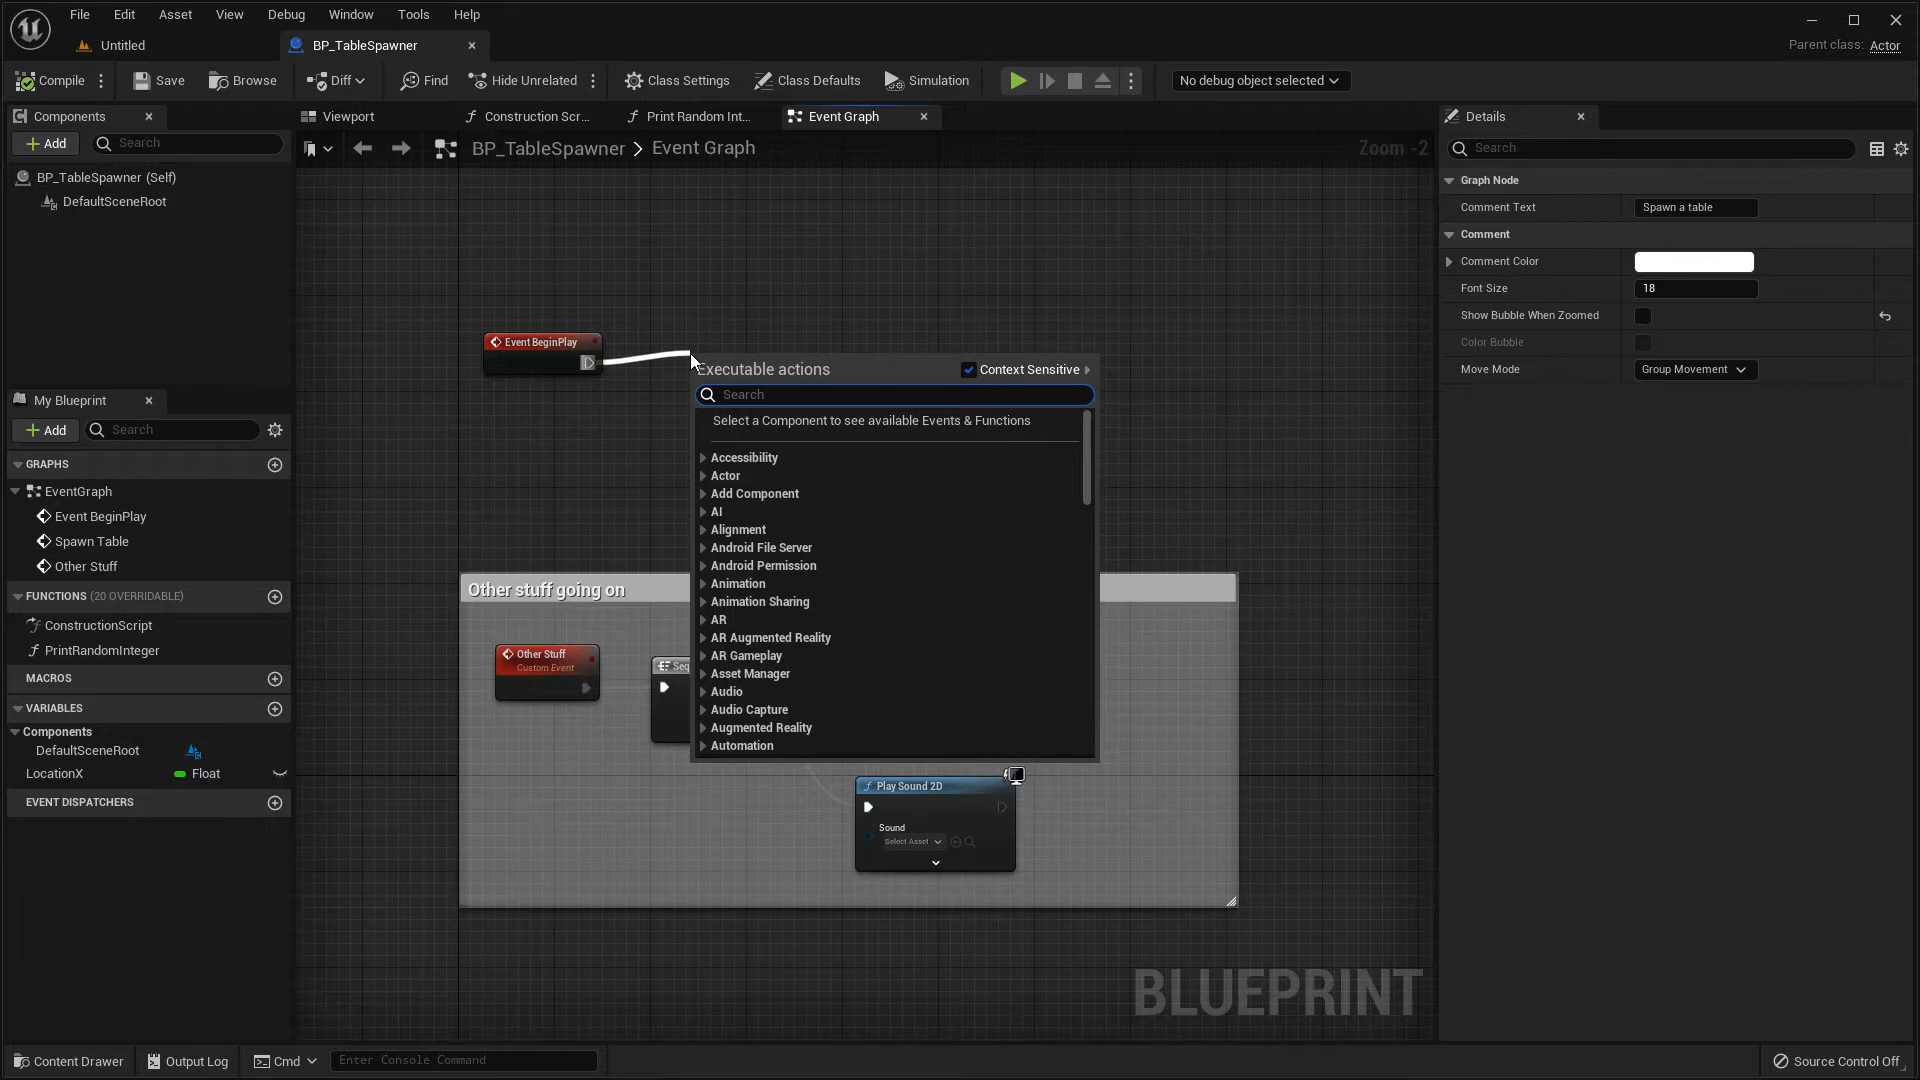 File Edit Asset View Debug Window Tools Help
Untitled
BP_TableSpawner
Parent class: Actor
Compile
Save
Browse
Diff
Find
Hide Unrelated
Class Settings
Class Defaults
Simulation
No debug object selected
Components
Add
Search
BP_TableSpawner (Self)
DefaultSceneRoot
My Blueprint
Add
Search
GRAPHS
EventGraph
Event BeginPlay
Spawn Table
Other Stuff
FUNCTIONS (20 OVERRIDABLE)
ConstructionScript
PrintRandomInteger
MACROS
VARIABLES
Components
DefaultSceneRoot
LocationX Float
EVENT DISPATCHERS
Viewport
Construction Scr...
Print Random Int...
Event Graph
BP_TableSpawner > Event Graph
Zoom -2
Event BeginPlay
Executable actions
Context Sensitive
Search
Select a Component to see available Events & Functions
Accessibility
Actor
Add Component
AI
Alignment
Android File Server
Android Permission
Animation
Animation Sharing
AR
AR Augmented Reality
AR Gameplay
Asset Manager
Audio
Audio Capture
Augmented Reality
Automation
Other stuff going on
Other Stuff
Custom Event
Seq
Play Sound 2D
Sound
Select Asset
BLUEPRINT
Details
Search
Graph Node
Comment Text Spawn a table
Comment
Comment Color
Font Size 18
Show Bubble When Zoomed
Color Bubble
Move Mode Group Movement
Content Drawer
Output Log
Cmd
Enter Console Command
Source Control Off